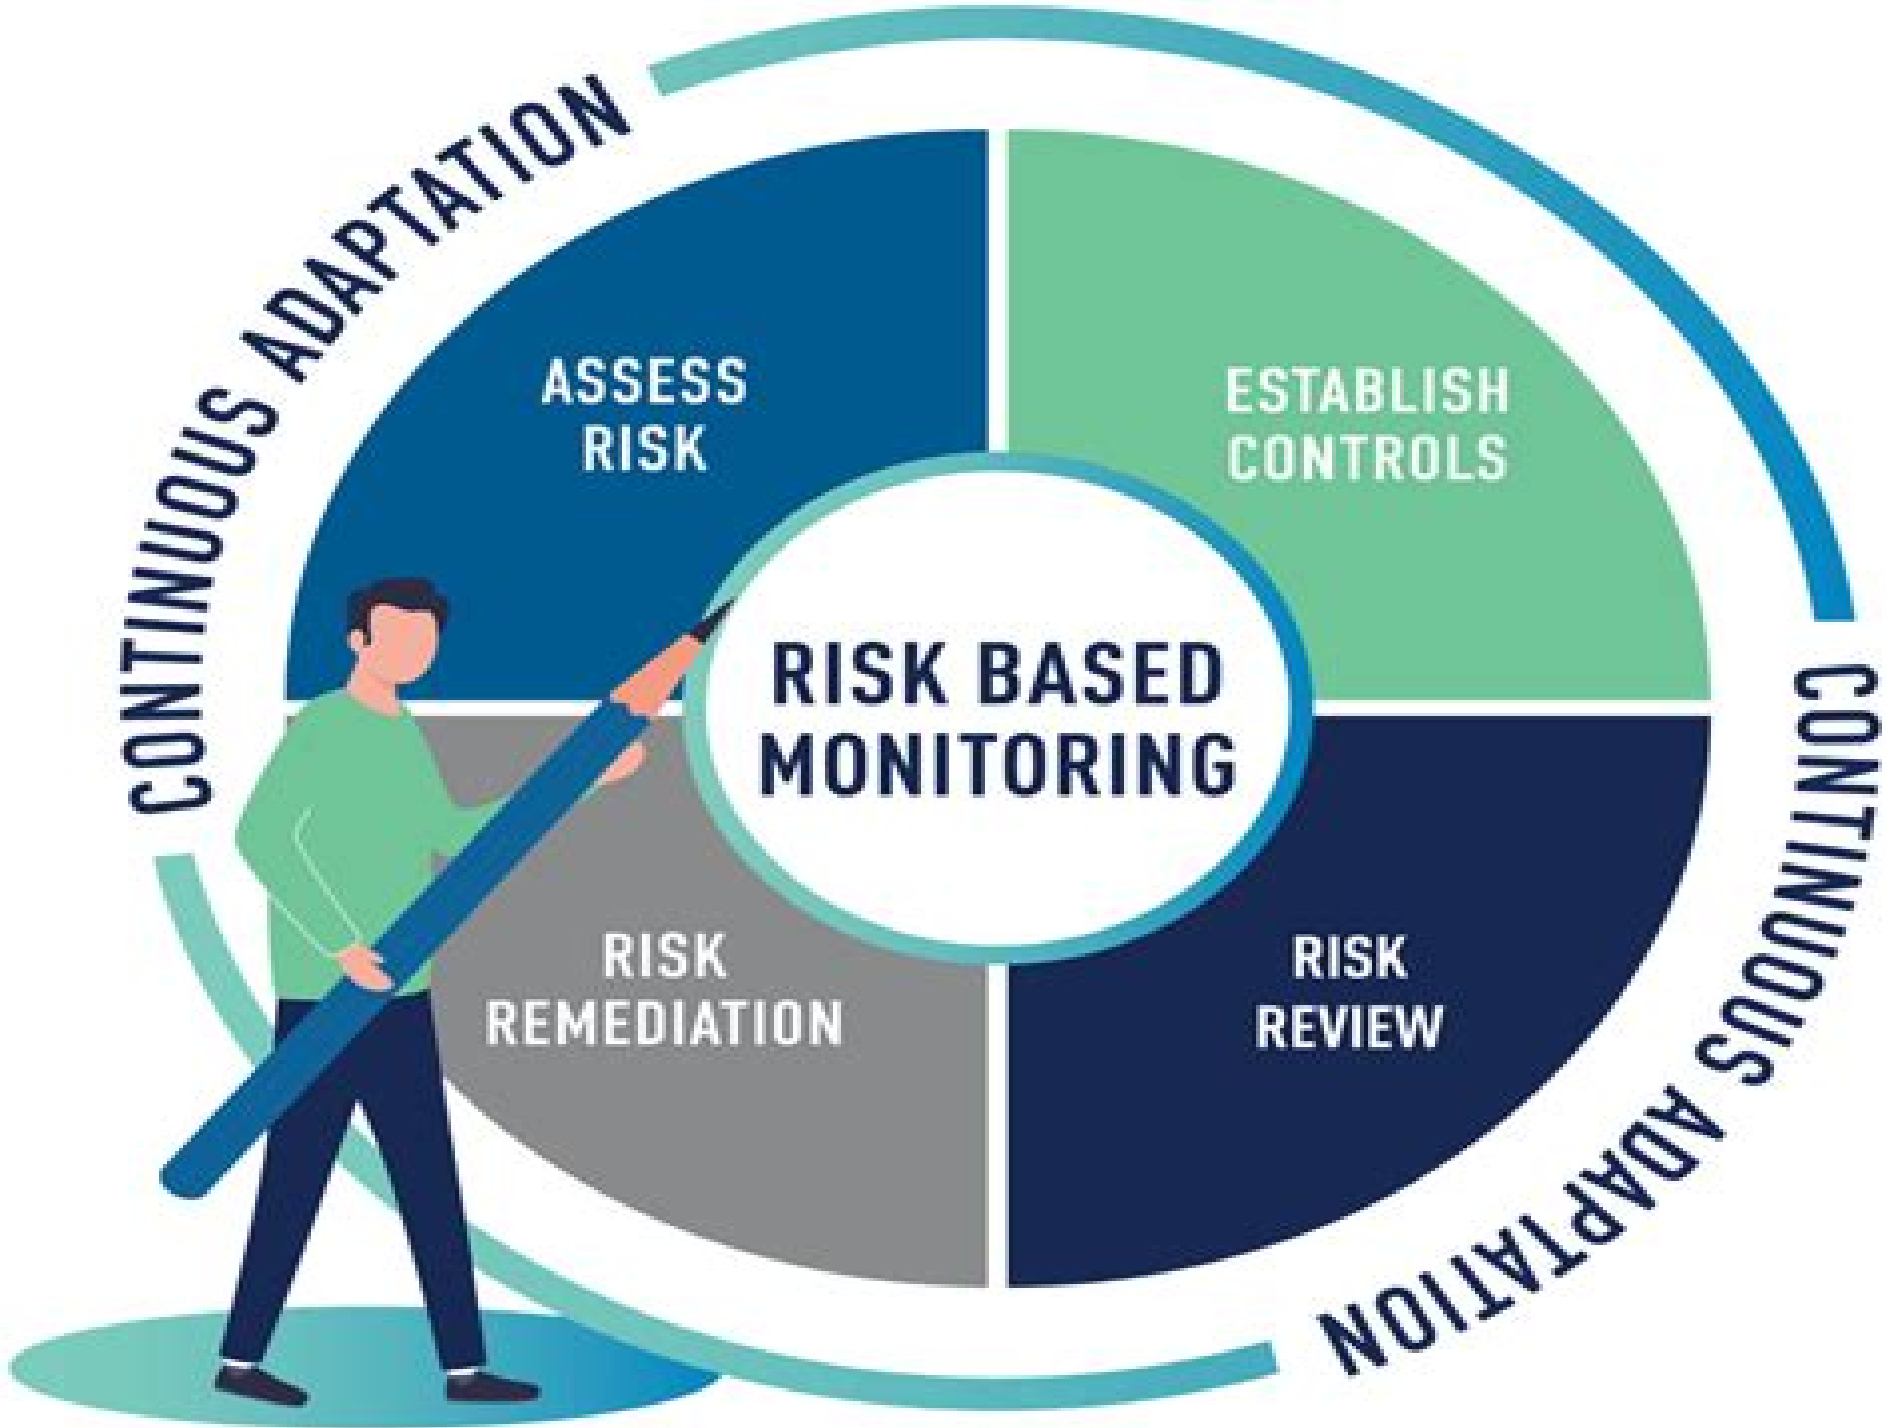 CONTINUOUS ADAPTATION
ASSESS
RISK
ESTABLISH
CONTROLS
RISK BASED
MONITORING
RISK
REMEDIATION
RISK
REVIEW
CONTINUOUS ADAPTATION